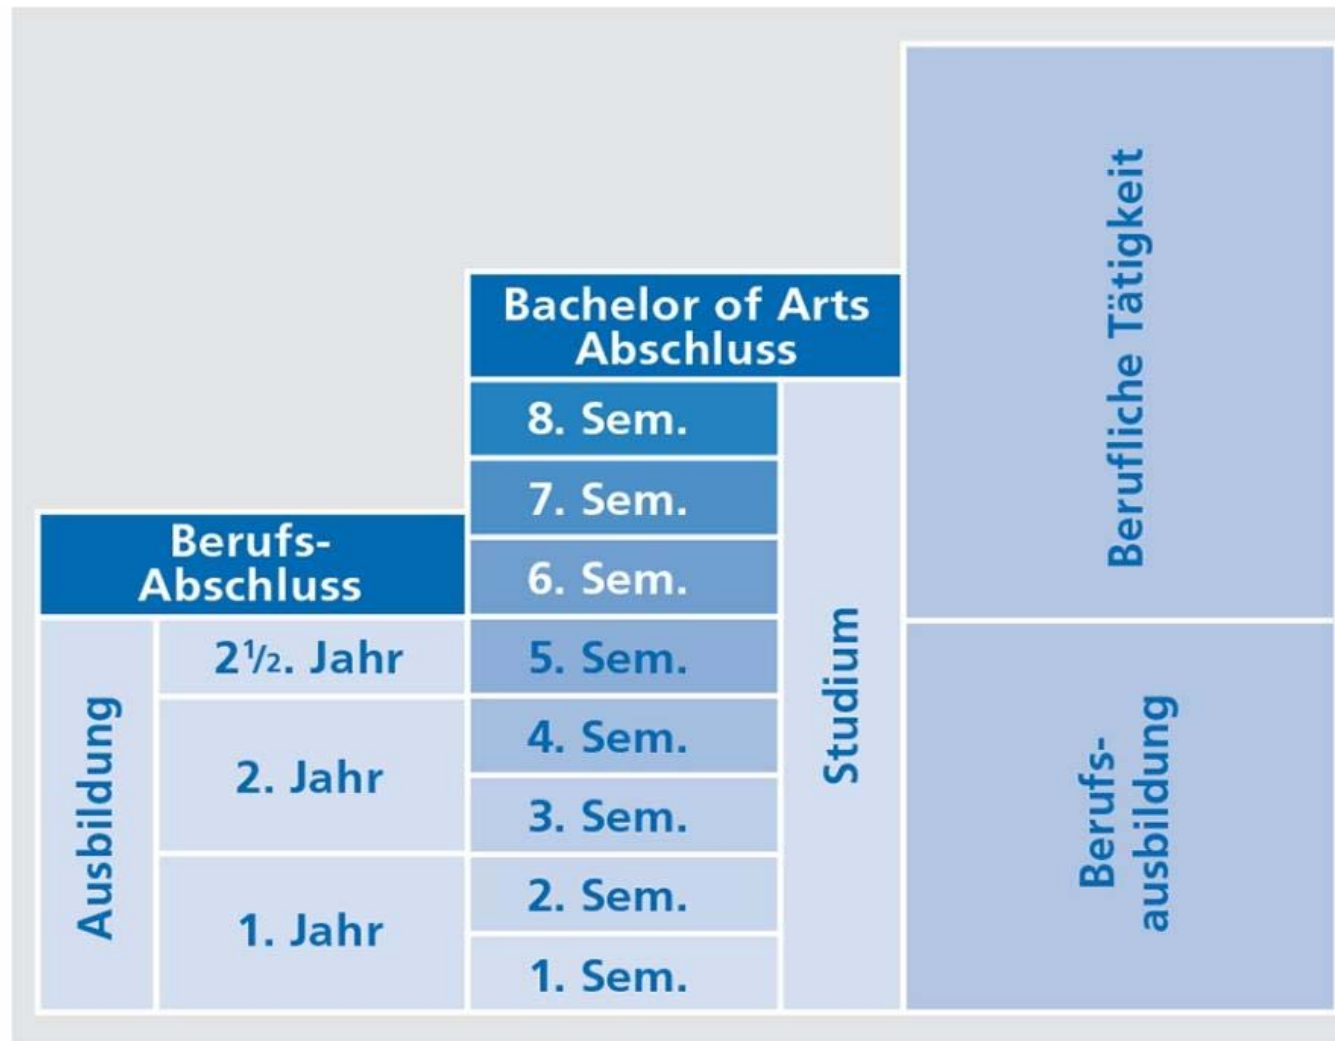 Bachelor of Arts
Abschluss
8. Sem.
7. Sem.
6. Sem.
5. Sem.
4. Sem.
3. Sem.
2. Sem.
1. Sem.
Studium
Berufs-
Abschluss
2½. Jahr
2. Jahr
1. Jahr
Ausbildung
Berufliche Tätigkeit
Berufs-
ausbildung